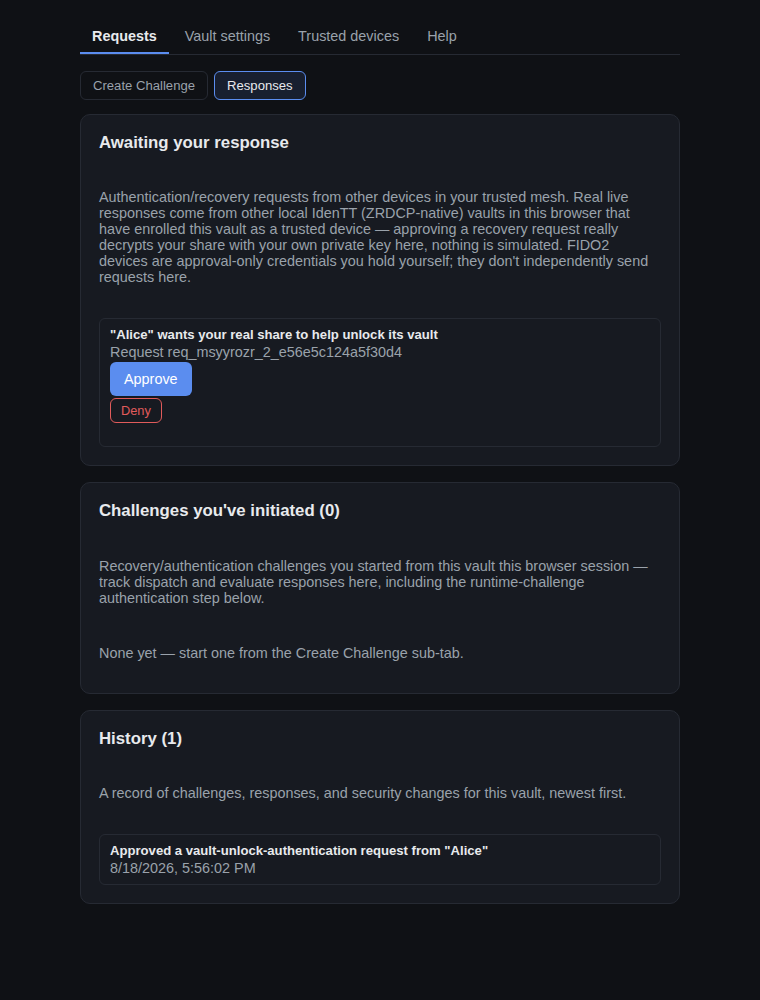 Requests
Vault settings
Trusted devices
Help
Create Challenge
Responses
Awaiting your response
Authentication/recovery requests from other devices in your trusted mesh. Real live
responses come from other local IdenTT (ZRDCP-native) vaults in this browser that
have enrolled this vault as a trusted device — approving a recovery request really
decrypts your share with your own private key here, nothing is simulated. FIDO2
devices are approval-only credentials you hold yourself; they don't independently send
requests here.
"Alice" wants your real share to help unlock its vault
Request req_msyyrozr_2_e56e5c124a5f30d4
Approve
Deny
Challenges you've initiated (0)
Recovery/authentication challenges you started from this vault this browser session —
track dispatch and evaluate responses here, including the runtime-challenge
authentication step below.
None yet — start one from the Create Challenge sub-tab.
History (1)
A record of challenges, responses, and security changes for this vault, newest first.
Approved a vault-unlock-authentication request from "Alice"
8/18/2026, 5:56:02 PM